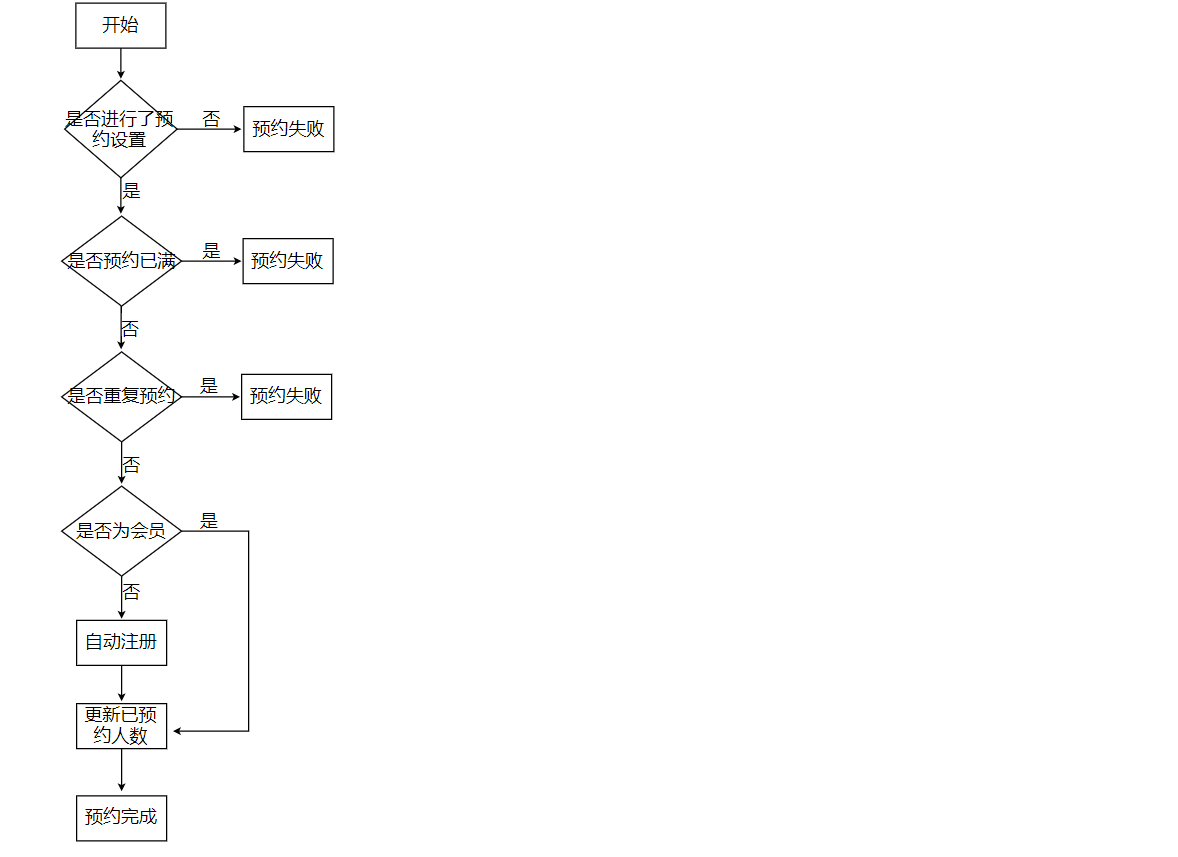 开始
是否进行了预
约设置
否
预约失败
是
是否预约已满
是
预约失败
否
是否重复预约
是
预约失败
否
是否为会员
是
否
自动注册
更新已预
约人数
预约完成